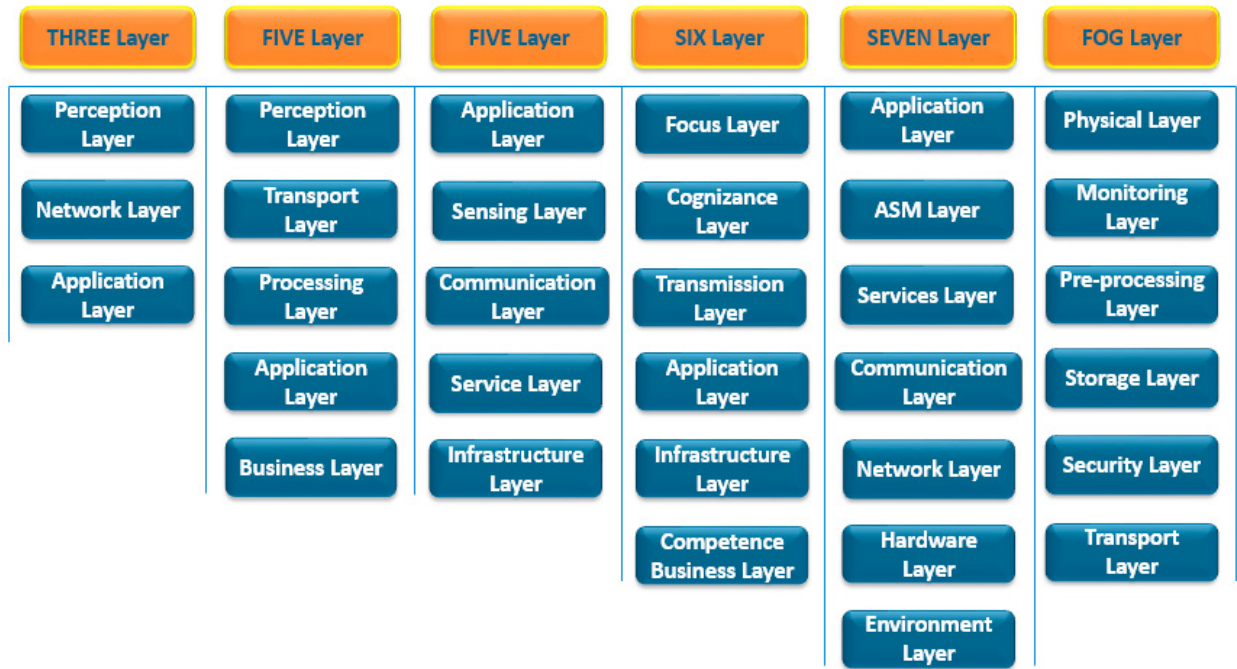 THREE Layer
FIVE Layer
FIVE Layer
SIX Layer
SEVEN Layer
FOG Layer
Perception
Layer
Network Layer
Application
Layer
Perception
Layer
Transport
Layer
Processing
Layer
Application
Layer
Business Layer
Application
Layer
Sensing Layer
Communication
Layer
Service Layer
Infrastructure
Layer
Focus Layer
Cognizance
Layer
Transmission
Layer
Application
Layer
Infrastructure
Layer
Competence
Business Layer
Application
Layer
ASM Layer
Services Layer
Communication
Layer
Network Layer
Hardware
Layer
Environment
Layer
Physical Layer
Monitoring
Layer
Pre-processing
Layer
Storage Layer
Security Layer
Transport
Layer